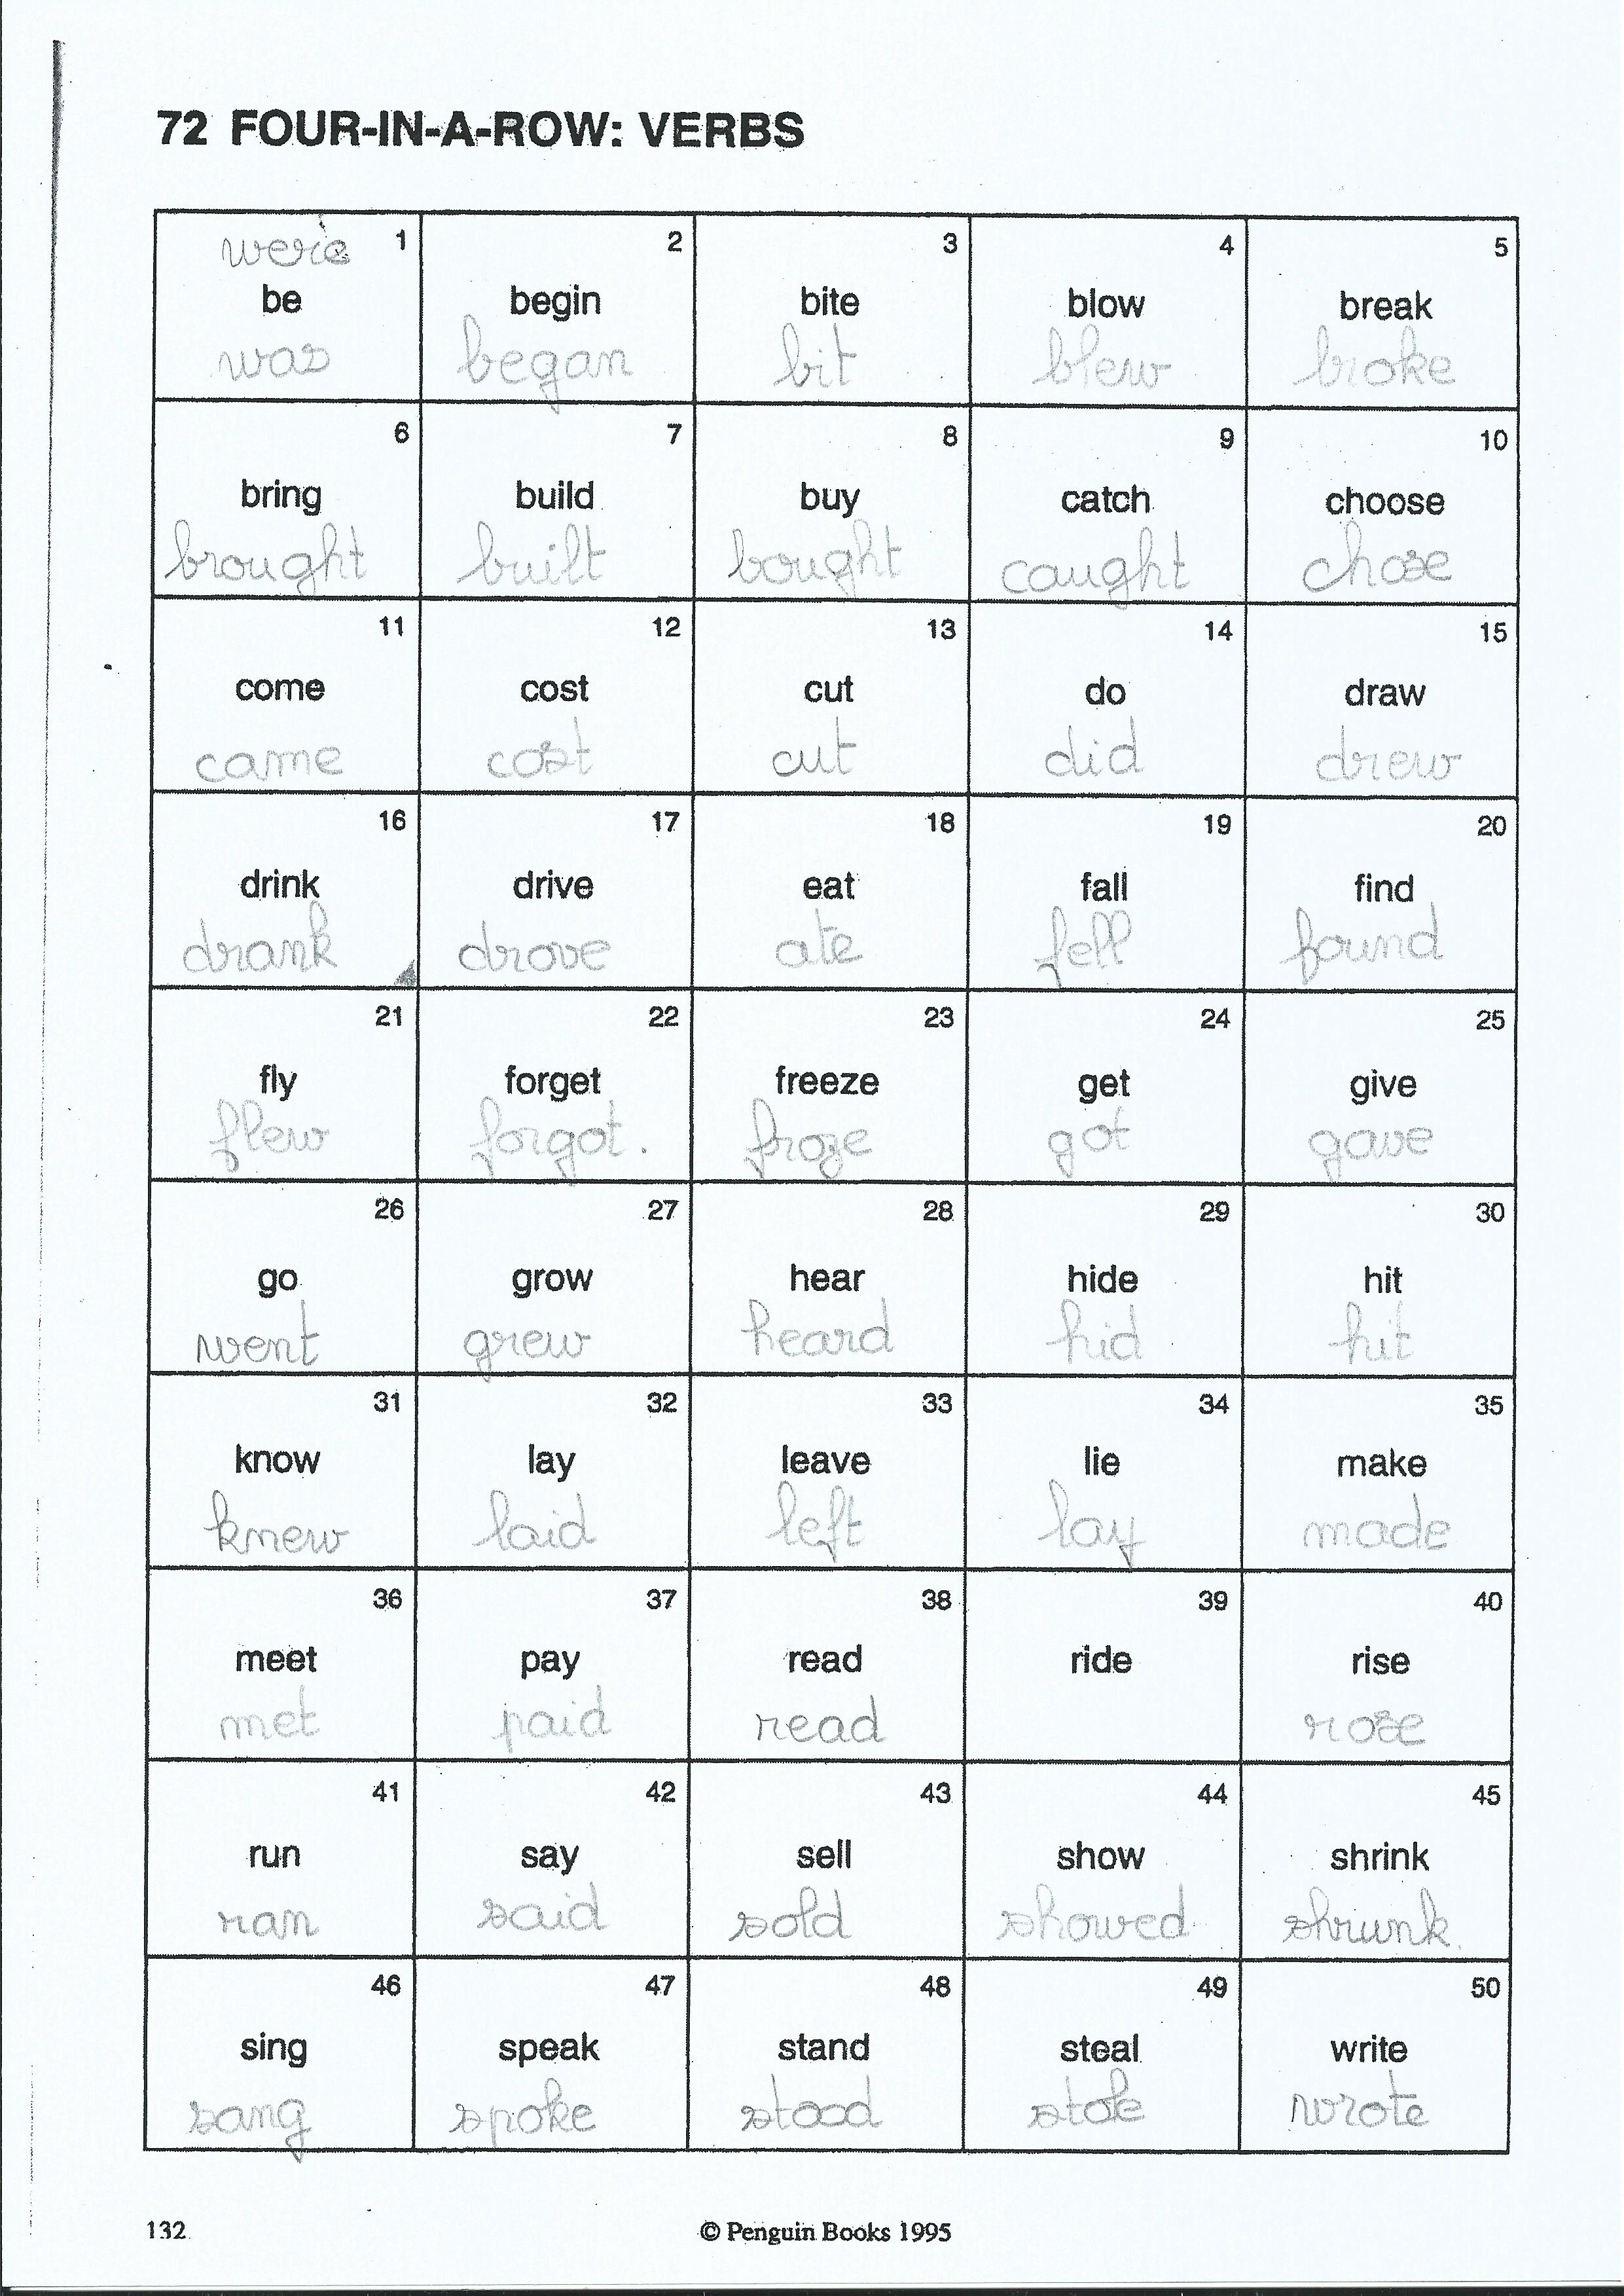 72 FOUR-IN-A-ROW: VERBS
were 1
be
was
2
begin
began
3
bite
bit
4
blow
blew
5
break
broke
6
bring
brought
7
build
built
8
buy
bought
9
catch
caught
10
choose
chose
11
come
came
12
cost
cost
13
cut
cut
14
do
did
15
draw
drew
16
drink
drank
17
drive
drove
18
eat
ate
19
fall
fell
20
find
found
21
fly
flew
22
forget
forgot.
23
freeze
froze
24
get
got
25
give
gave
26
go
went
27
grow
grew
28
hear
heard
29
hide
hid
30
hit
hit
31
know
knew
32
lay
laid
33
leave
left
34
lie
lay
35
make
made
36
meet
met
37
pay
paid
38
read
read
39
ride
40
rise
rose
41
run
ran
42
say
said
43
sell
sold
44
show
showed
45
shrink
shrunk
46
sing
sang
47
speak
spoke
48
stand
stood
49
steal
stole
50
write
wrote
132
© Penguin Books 1995